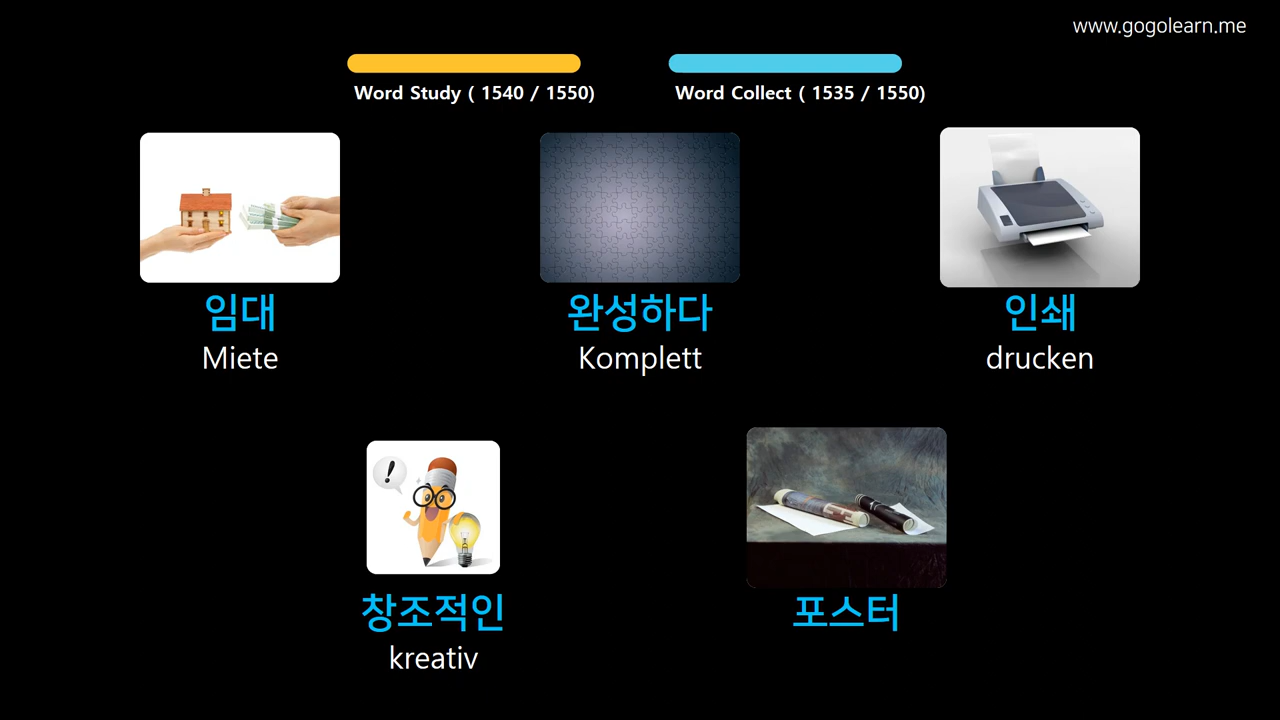 www.gogolearn.me
Word Study ( 1540 / 1550)
Word Collect ( 1535 / 1550)
임대
Miete
완성하다
Komplett
인쇄
drucken
!
창조적인
kreativ
포스터